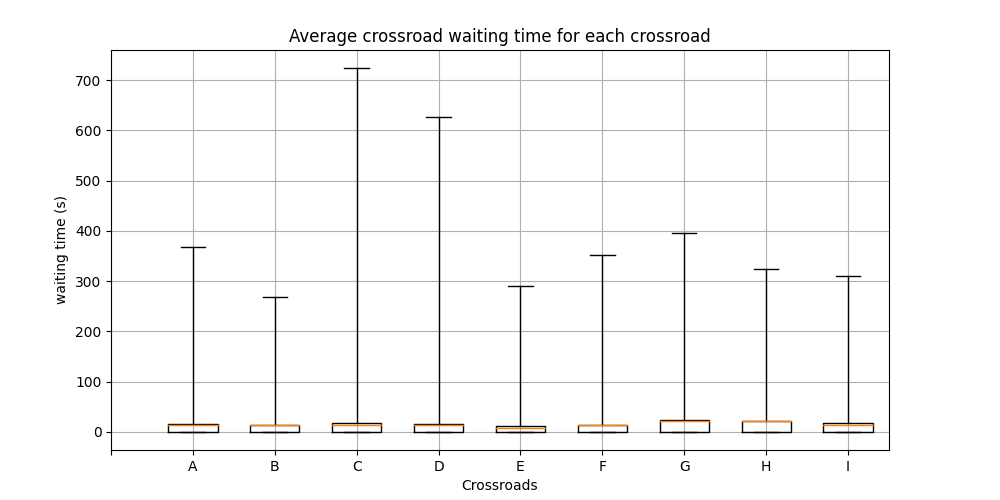 Average crossroad waiting time for each crossroad
waiting time (s)
700
600
500
400
300
200
100
0
A B C D E F G H I
Crossroads